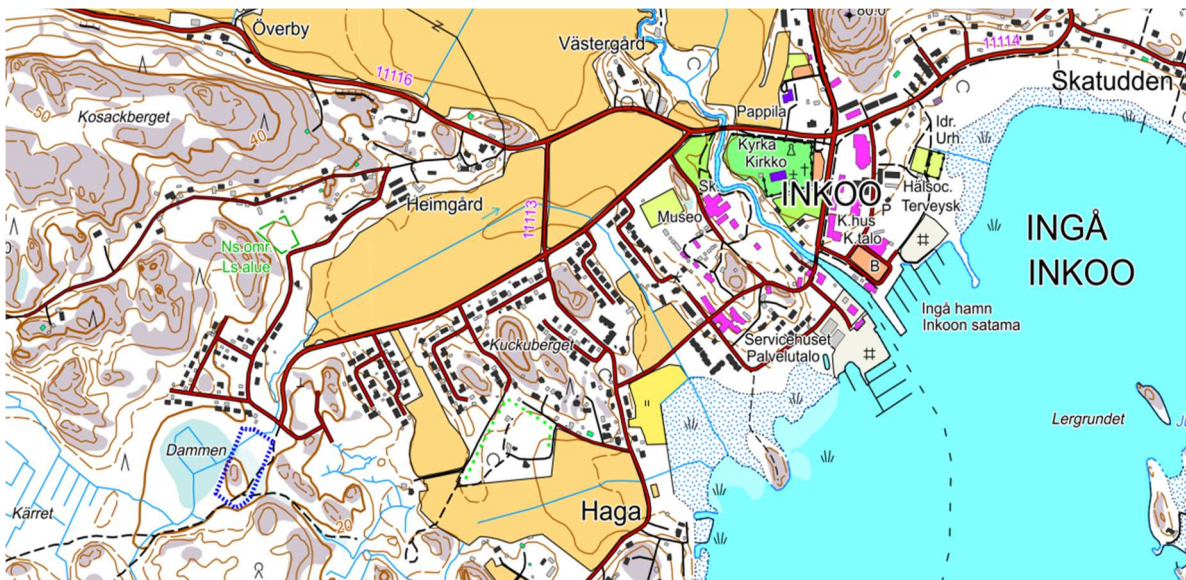 Överby
Västergård
80.0
11114
11116
Skatudden
50
Kosackberget
40
Pappila
Idr.
Urh.
Kyrka
Kirkko
Sk.
INKOO
Hälsoc.
Terveysk.
Heimgård
11113
Museo
P
K.hus
K.talo
INGÅ
INKOO
Ns.omr.
Ls.alue
B
Ingå hamn
Inkoon satama
Kuckuberget
Servicehuset
Palvelutalo
Lergrundet
Dammen
Kärret
20
Haga